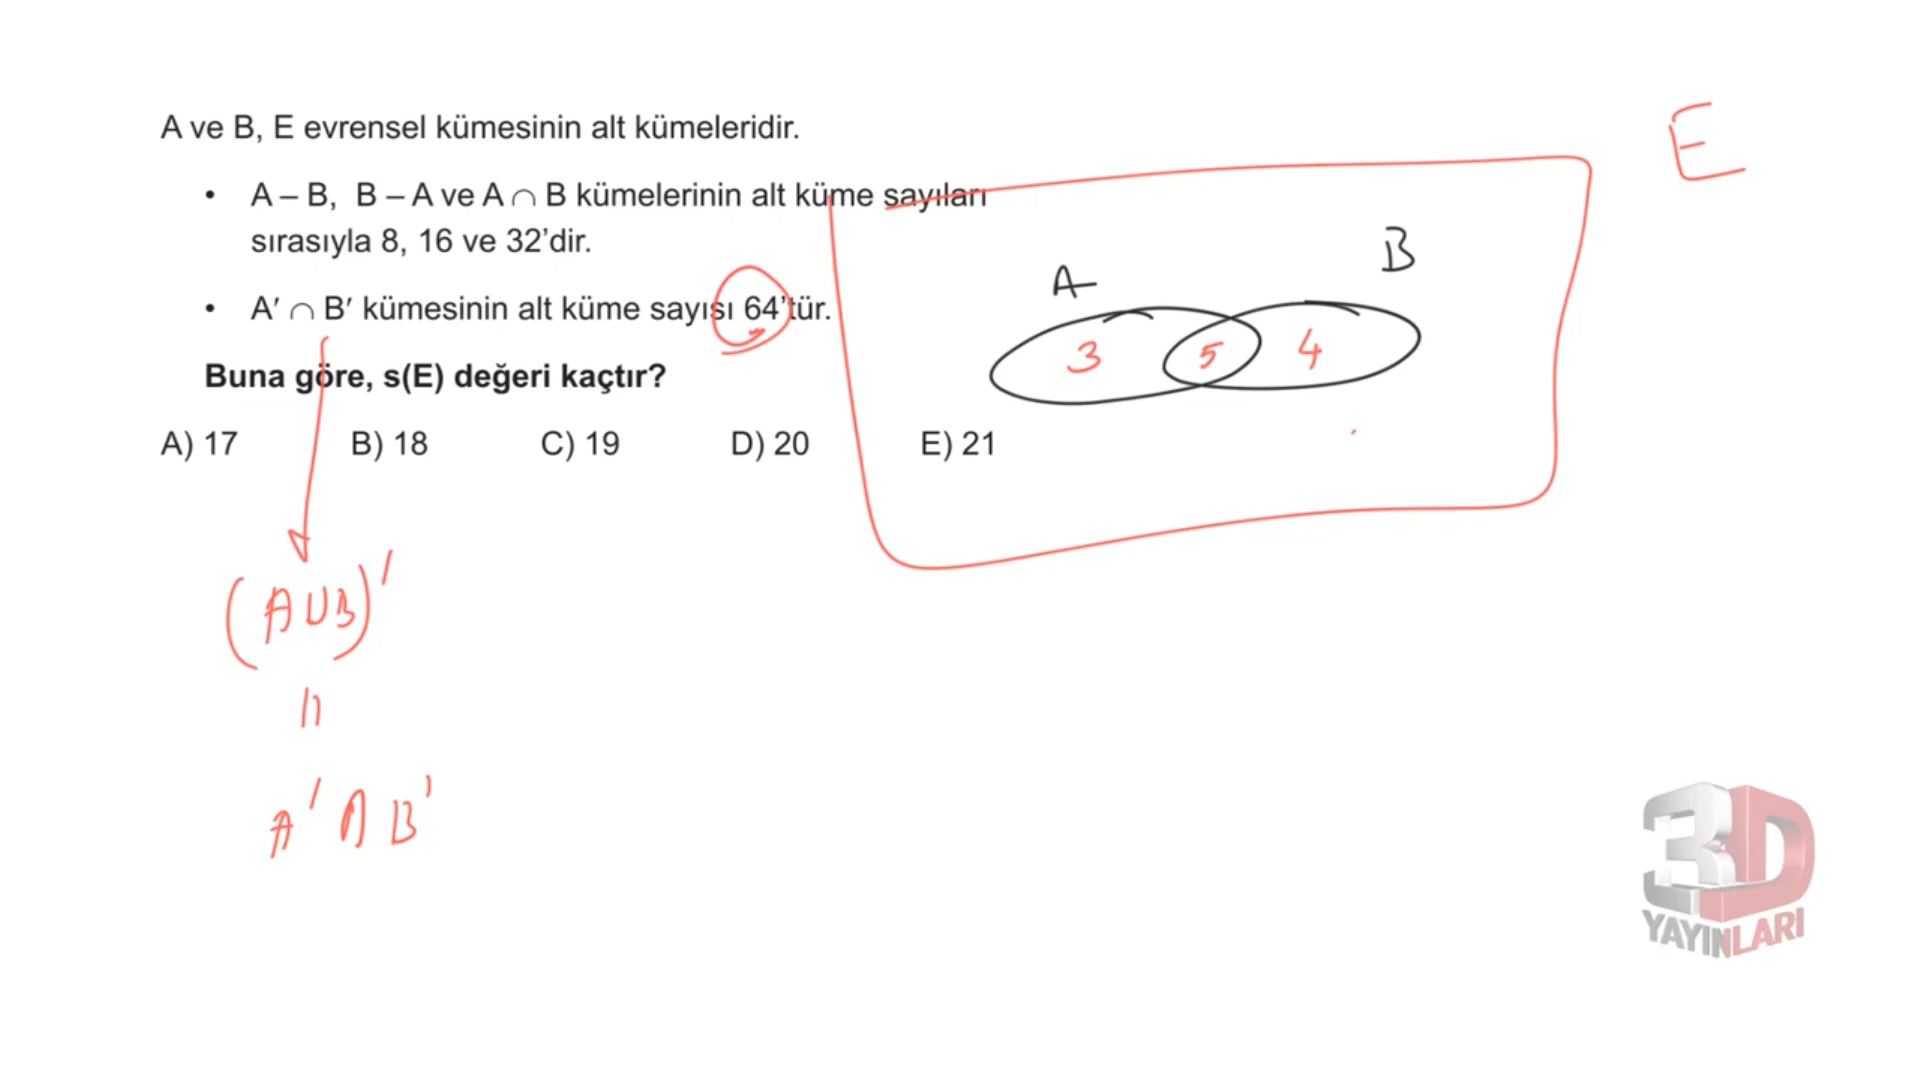 A ve B, E evrensel kümesinin alt kümeleridir.
• A – B, B – A ve A ∩ B kümelerinin alt küme sayıları
sırasıyla 8, 16 ve 32’dir.
• A′ ∩ B′ kümesinin alt küme sayısı 64’tür.
Buna göre, s(E) değeri kaçtır?
A) 17 B) 18 C) 19 D) 20 E) 21
E
A B
3 5 4
(A∪B)′
=
A′ ∩ B′
3D
YAYINLARI